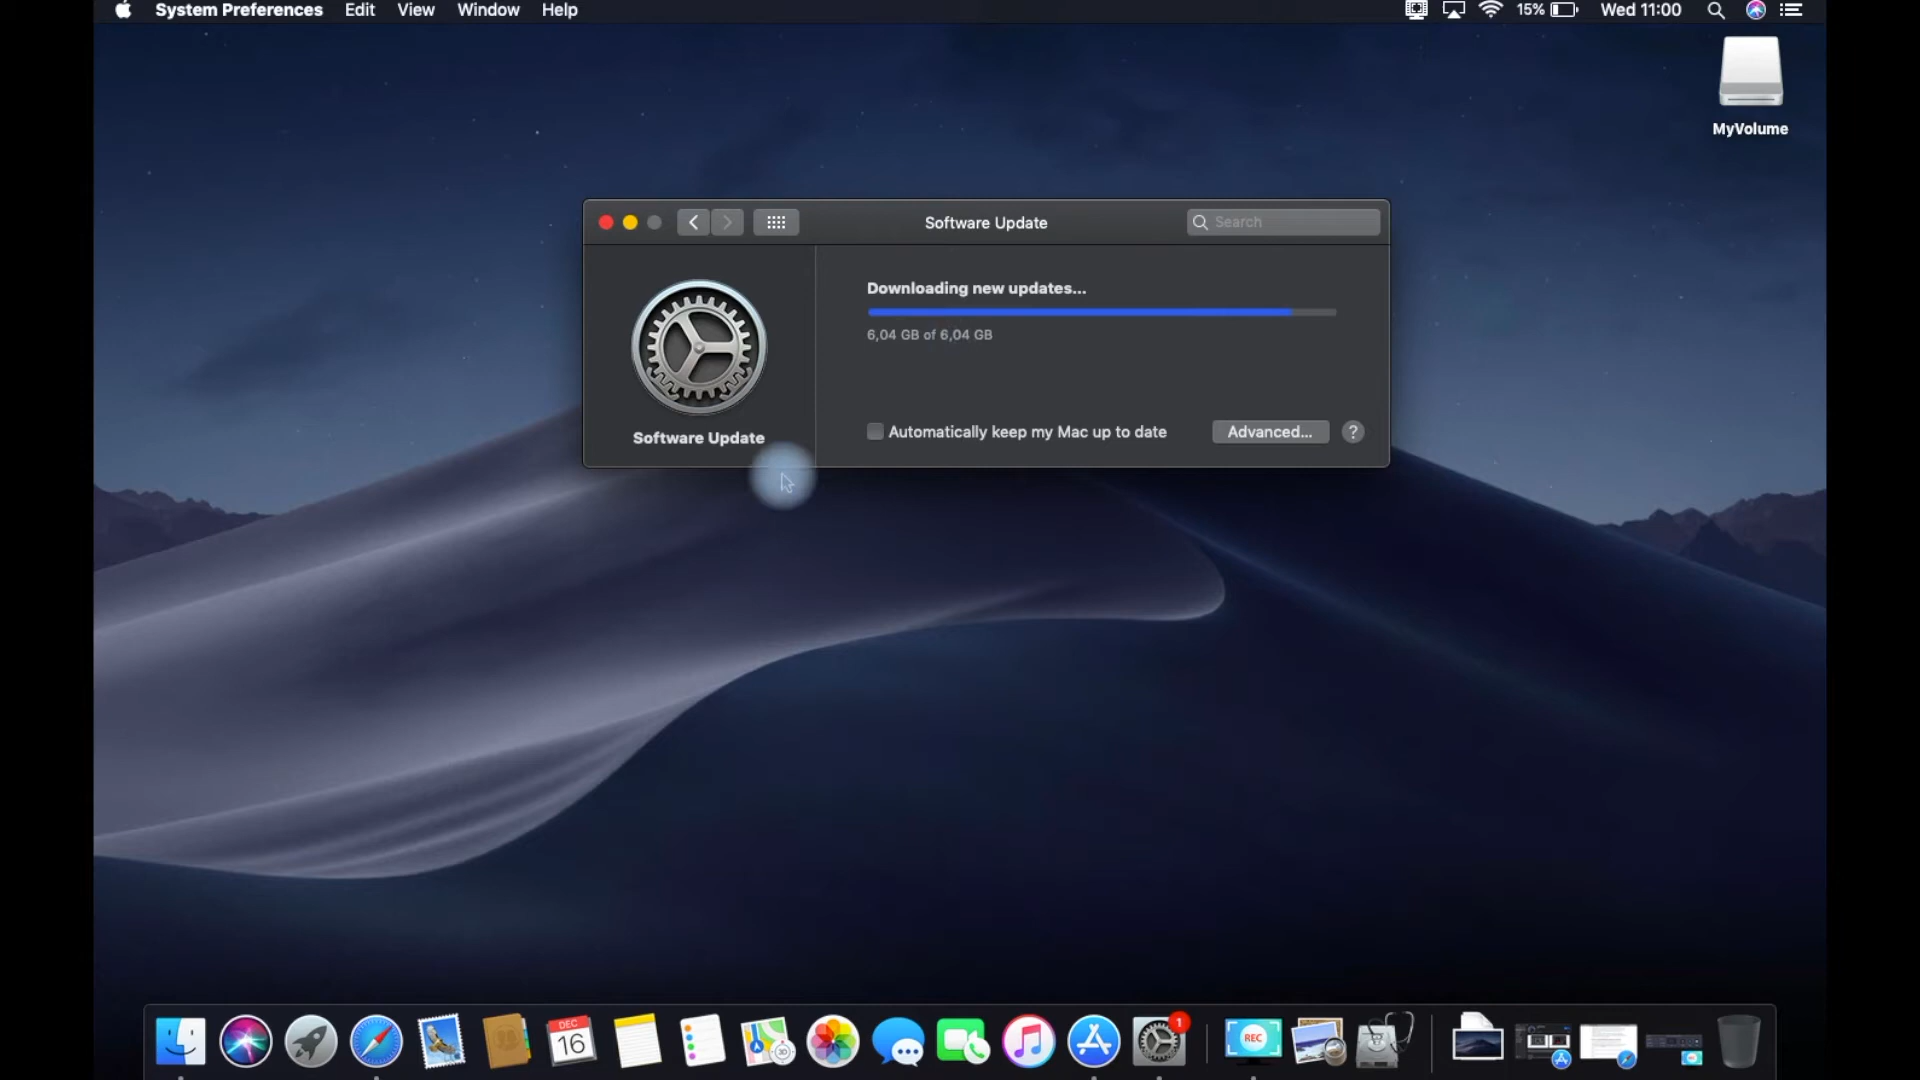 System Preferences Edit View Window Help 15% Wed 11:00
MyVolume
Software Update Search
Downloading new updates...
6,04 GB of 6,04 GB
Automatically keep my Mac up to date Advanced... ?
Software Update
DEC
16
1
REC